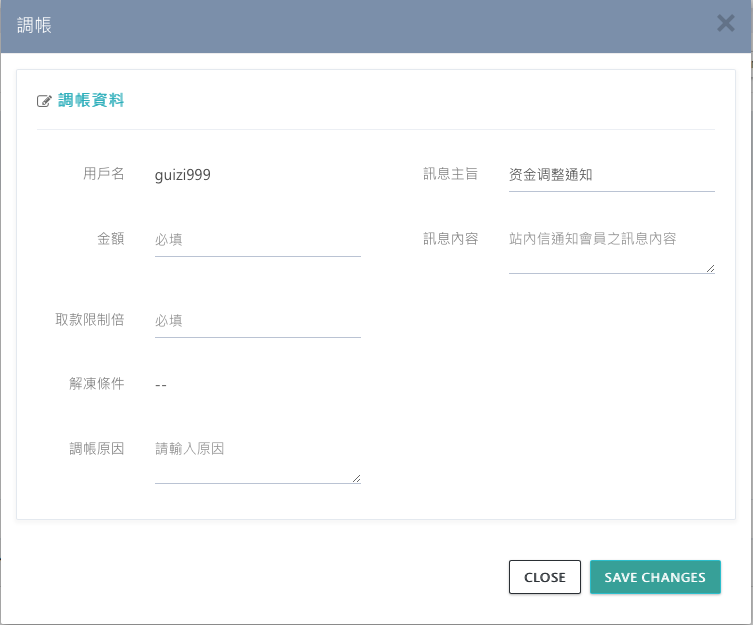 調帳
調帳資料
用戶名 guizi999 訊息主旨 资金调整通知
金額 必填 訊息內容 站內信通知會員之訊息內容
取款限制倍 必填
解凍條件 --
調帳原因 請輸入原因
CLOSE SAVE CHANGES